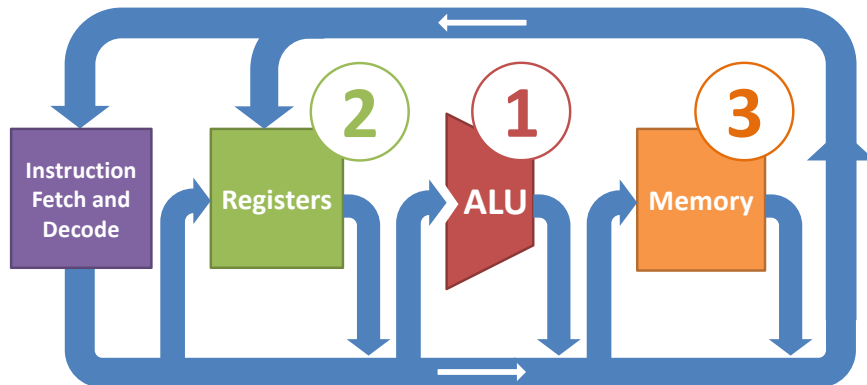 2
1
3
Instruction
Fetch and
Decode
Registers
ALU
Memory